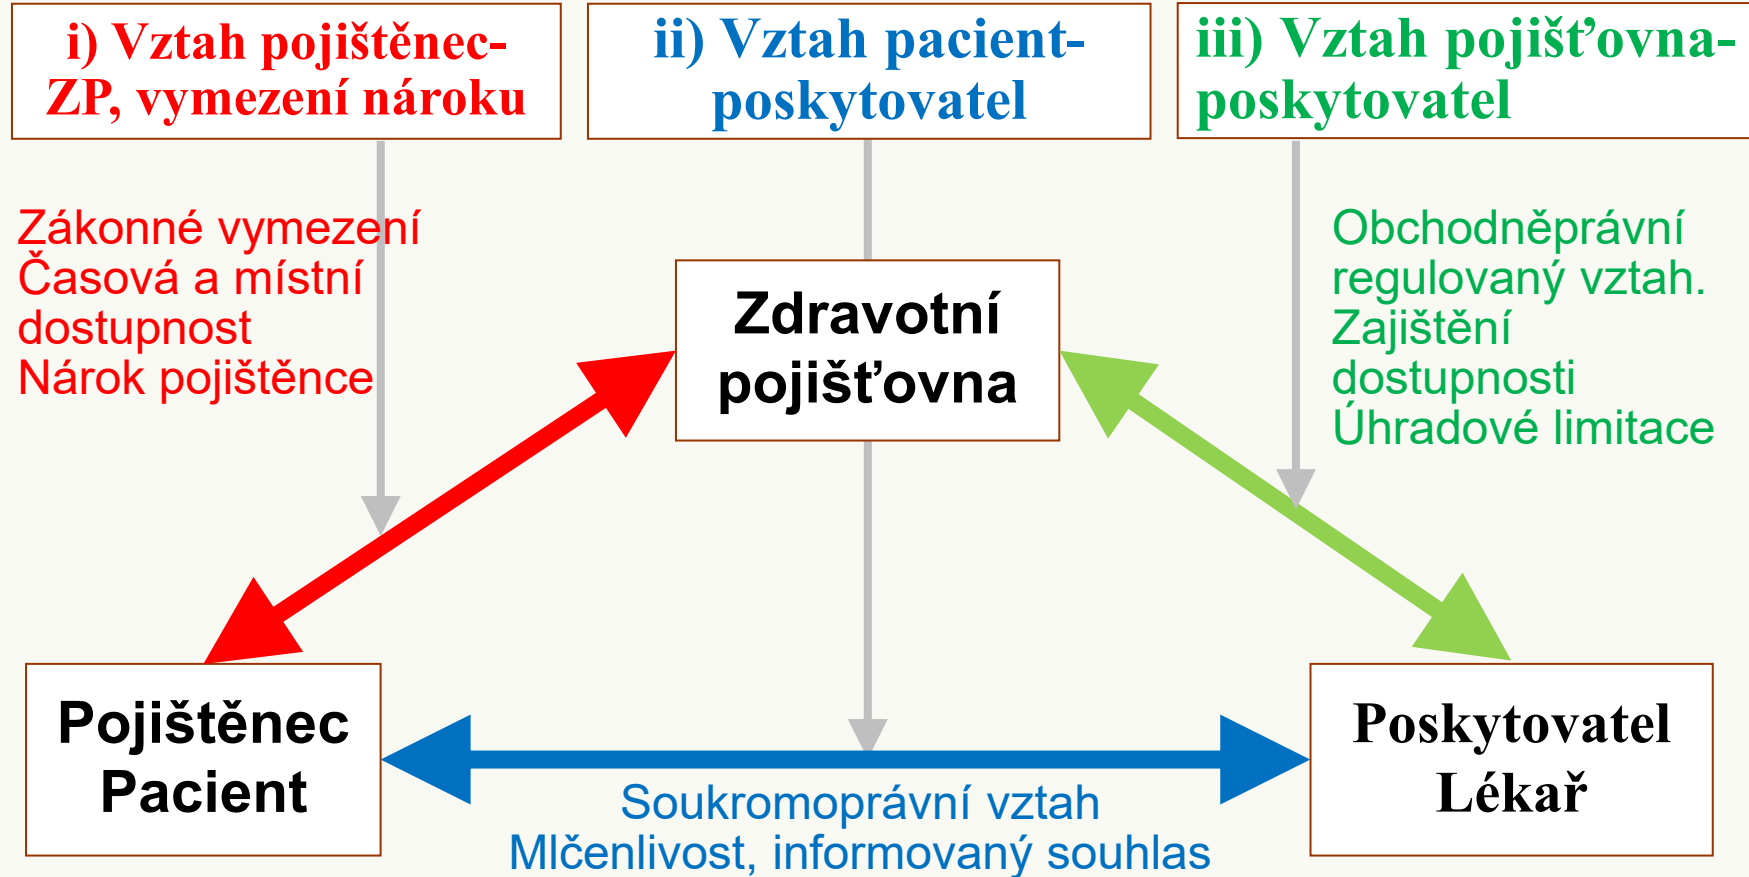 i) Vztah pojištěnec-
ZP, vymezení nároku
ii) Vztah pacient-
poskytovatel
iii) Vztah pojišťovna-
poskytovatel
Zákonné vymezení
Časová a místní
dostupnost
Nárok pojištěnce
Zdravotní
pojišťovna
Obchodněprávní
regulovaný vztah.
Zajištění
dostupnosti
Úhradové limitace
Pojištěnec
Pacient
Soukromoprávní vztah
Mlčenlivost, informovaný souhlas
Poskytovatel
Lékař